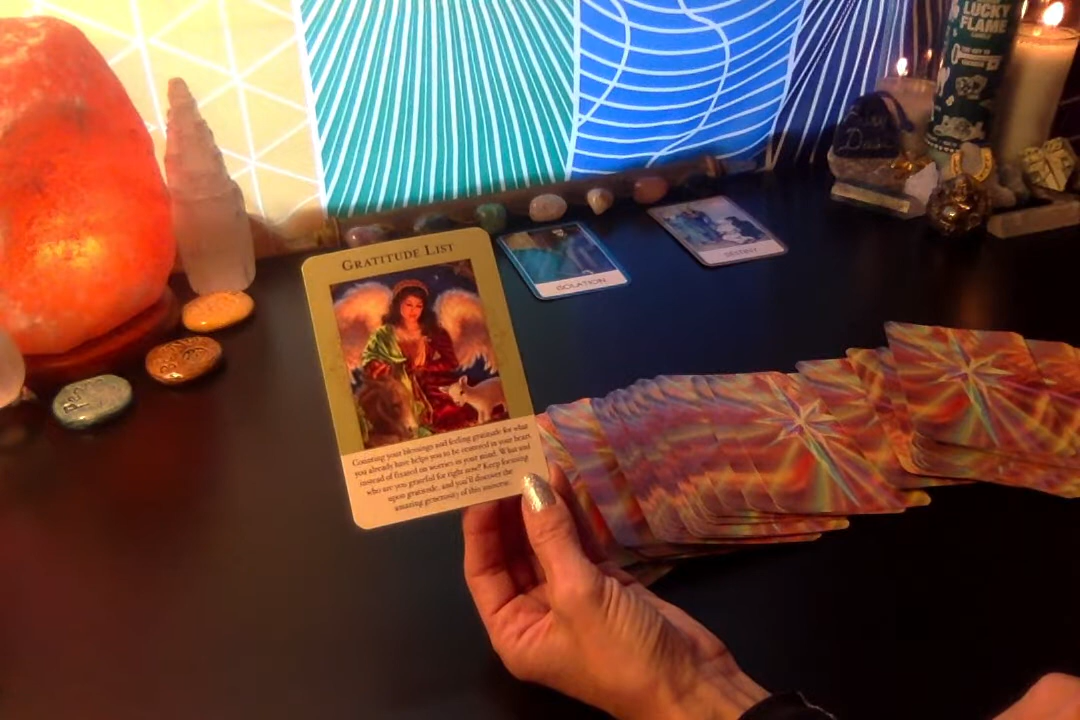 LUCKY
FLAME
GRATITUDE LIST
ISOLATION
DESTINY
Counting your blessings and feeling gratitude for what
you already have helps you to be centered in your heart
instead of fixated on worries in your mind. What and
who are you grateful for right now? Keep focusing
upon gratitude, and you'll discover the
amazing generosity of this universe.